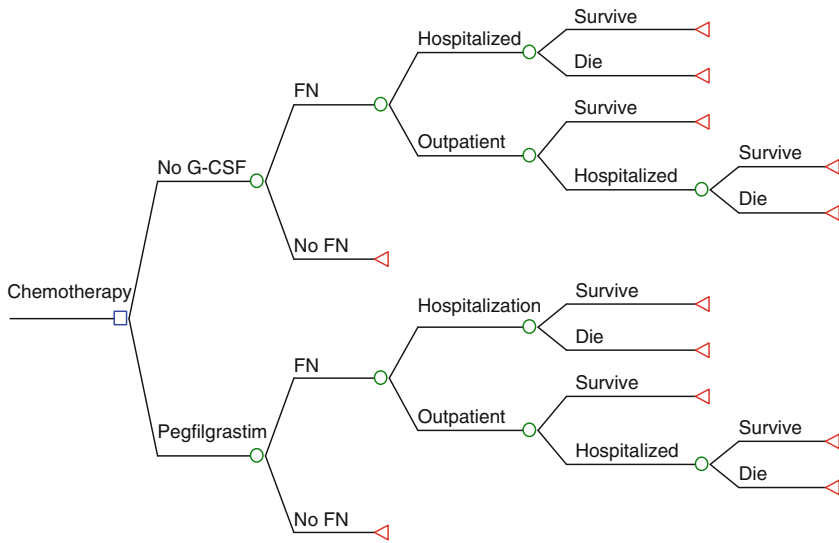 Survive
Hospitalized
Die
FN
Survive
Outpatient
Survive
Hospitalized
No G-CSF
Die
No FN
Chemotherapy
Survive
Hospitalization
Die
FN
Survive
Outpatient
Survive
Hospitalized
Pegfilgrastim
Die
No FN